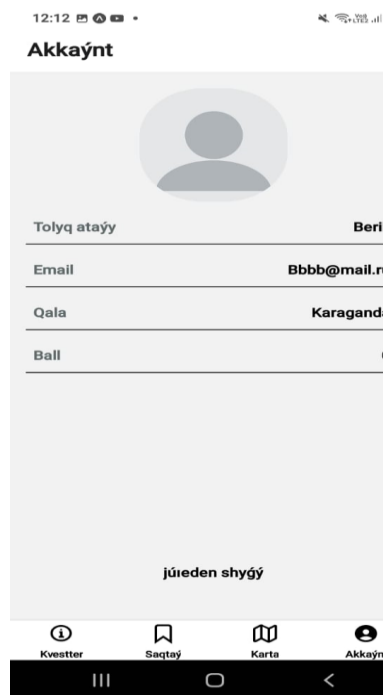 12:12
Akkaýnt
Tolyq ataýy Beri
Email Bbbb@mail.r
Qala Karagand
Ball
júıeden shyǵý
Kvestter Saqtaý Karta Akkaýn